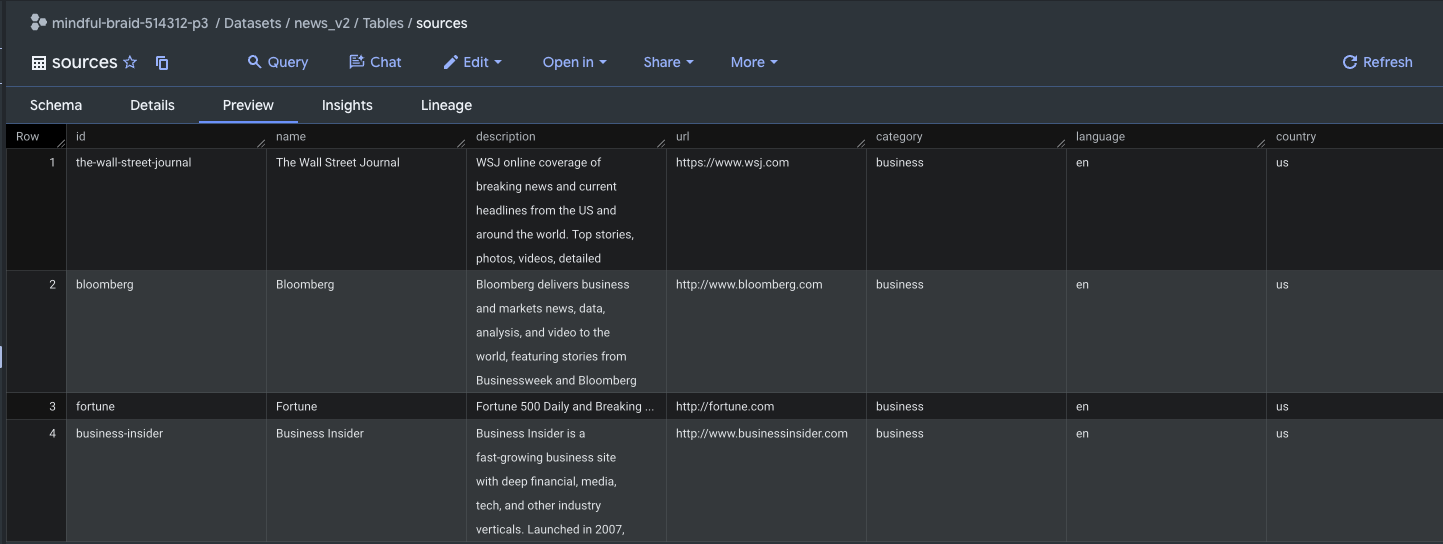 mindful-braid-514312-p3 / Datasets / news_v2 / Tables / sources
sources Query Chat Edit Open in Share More Refresh
Schema Details Preview Insights Lineage
Row id name description url category language country
1 the-wall-street-journal The Wall Street Journal WSJ online coverage of https://www.wsj.com business en us
breaking news and current
headlines from the US and
around the world. Top stories,
photos, videos, detailed
2 bloomberg Bloomberg Bloomberg delivers business http://www.bloomberg.com business en us
and markets news, data,
analysis, and video to the
world, featuring stories from
Businessweek and Bloomberg
3 fortune Fortune Fortune 500 Daily and Breaking ... http://fortune.com business en us
4 business-insider Business Insider Business Insider is a http://www.businessinsider.com business en us
fast-growing business site
with deep financial, media,
tech, and other industry
verticals. Launched in 2007,